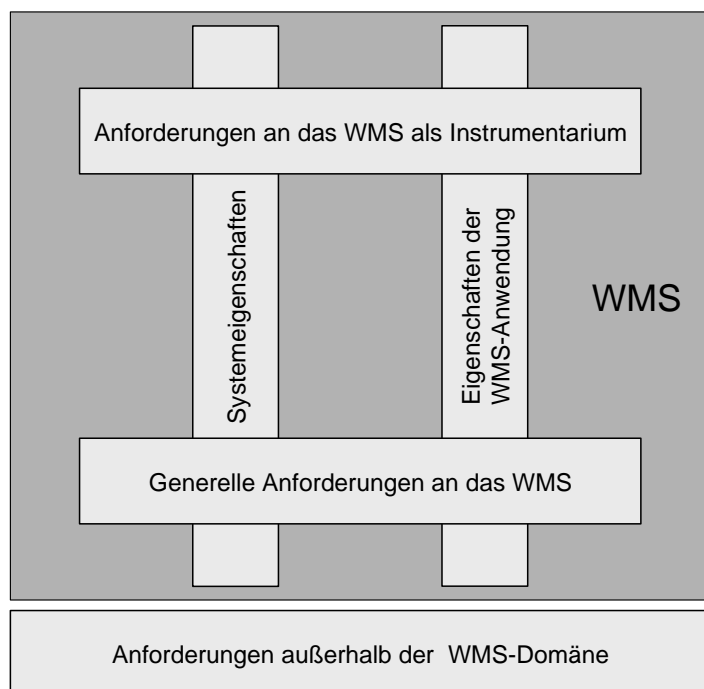 Anforderungen an das WMS als Instrumentarium
Systemeigenschaften
Eigenschaften der
WMS-Anwendung
WMS
Generelle Anforderungen an das WMS
Anforderungen außerhalb der WMS-Domäne